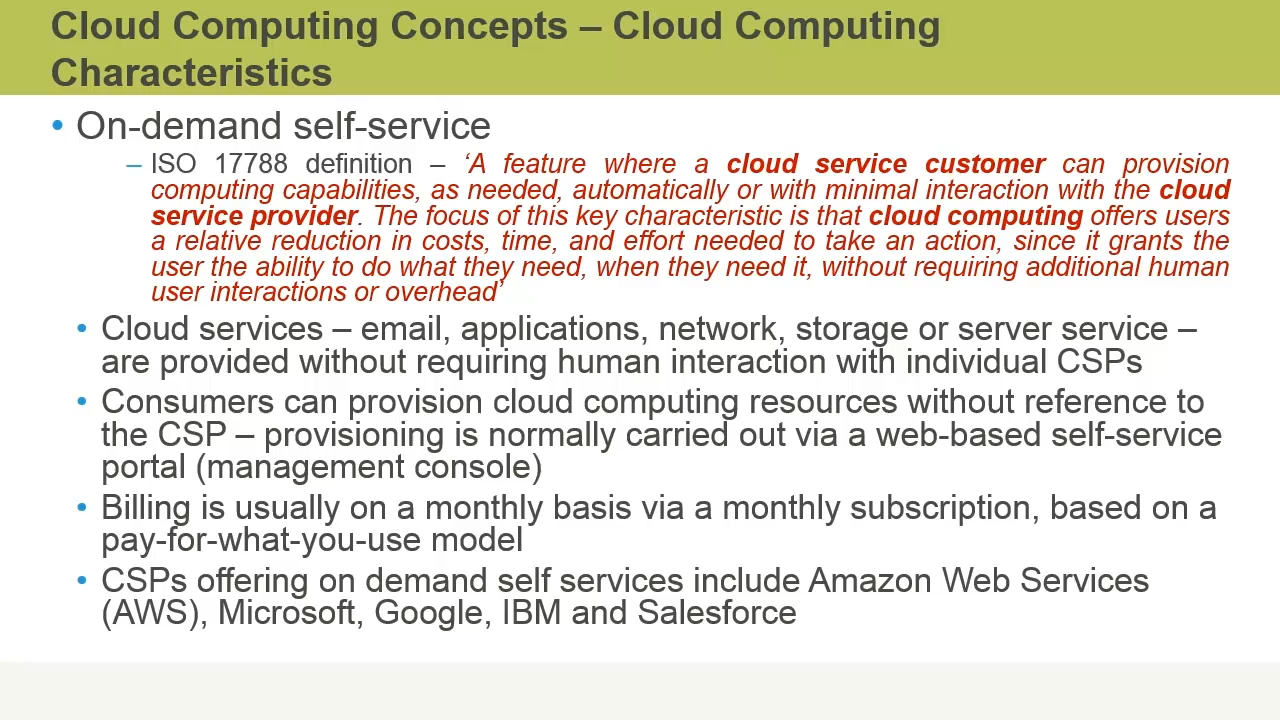 Cloud Computing Concepts – Cloud Computing
Characteristics
• On-demand self-service
– ISO 17788 definition – ‘A feature where a cloud service customer can provision
computing capabilities, as needed, automatically or with minimal interaction with the cloud
service provider. The focus of this key characteristic is that cloud computing offers users
a relative reduction in costs, time, and effort needed to take an action, since it grants the
user the ability to do what they need, when they need it, without requiring additional human
user interactions or overhead’
• Cloud services – email, applications, network, storage or server service –
are provided without requiring human interaction with individual CSPs
• Consumers can provision cloud computing resources without reference to
the CSP – provisioning is normally carried out via a web-based self-service
portal (management console)
• Billing is usually on a monthly basis via a monthly subscription, based on a
pay-for-what-you-use model
• CSPs offering on demand self services include Amazon Web Services
(AWS), Microsoft, Google, IBM and Salesforce